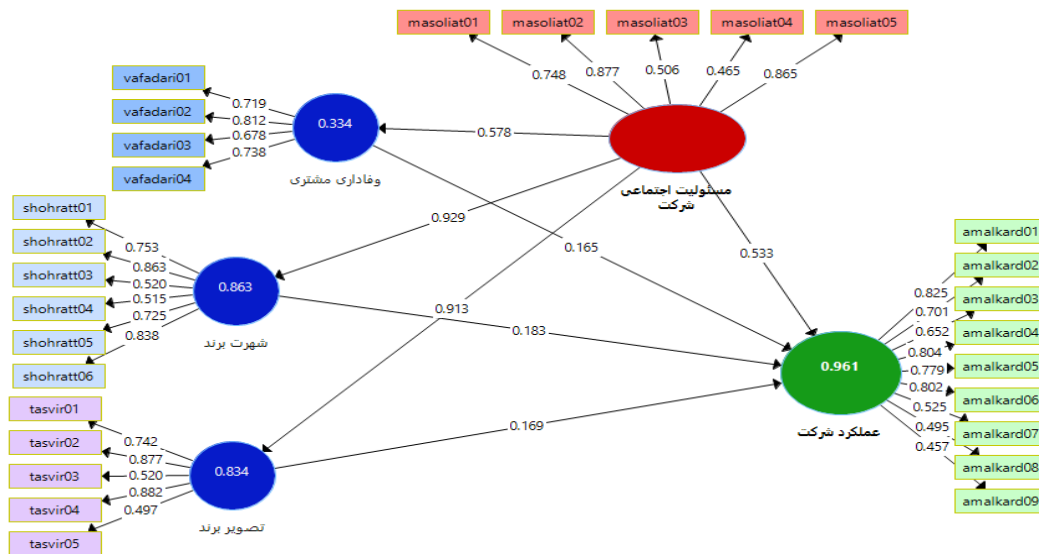 masoliat01
masoliat02
masoliat03
masoliat04
masoliat05
0.748
0.877
0.506
0.465
0.865
vafadari01
vafadari02
vafadari03
vafadari04
0.719
0.812
0.678
0.738
0.334
وفاداری مشتری
0.578
مسئولیت اجتماعی
شرکت
0.929
0.913
0.165
0.533
shohratt01
shohratt02
shohratt03
shohratt04
shohratt05
shohratt06
0.753
0.863
0.520
0.515
0.725
0.838
0.863
شهرت برند
0.183
tasvir01
tasvir02
tasvir03
tasvir04
tasvir05
0.742
0.877
0.520
0.882
0.497
0.834
تصویر برند
0.169
0.961
عملکرد شرکت
0.825
0.701
0.652
0.804
0.779
0.802
0.525
0.495
0.457
amalkard01
amalkard02
amalkard03
amalkard04
amalkard05
amalkard06
amalkard07
amalkard08
amalkard09